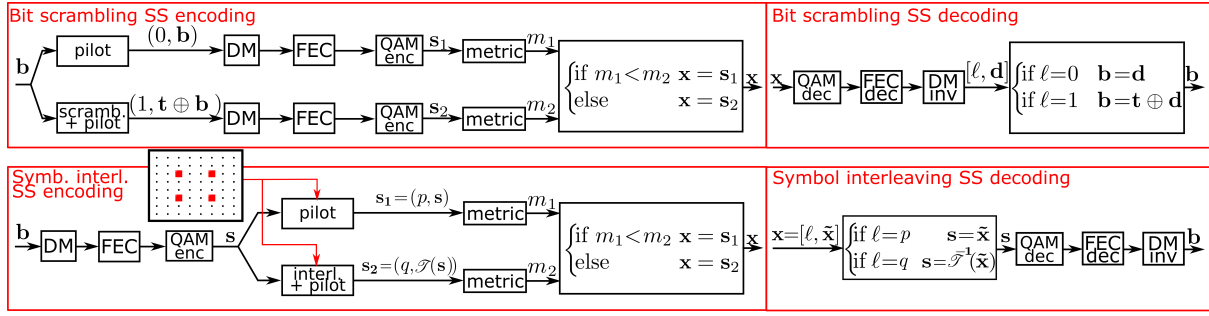 Bit scrambling SS encoding
b
pilot
(0, b)
DM
FEC
QAM
enc
s₁
metric
m₁
scramb.
+ pilot
(1, t ⊕ b)
DM
FEC
QAM
enc
s₂
metric
m₂
if m₁<m₂ x = s₁
else x = s₂
x
Bit scrambling SS decoding
x
QAM
dec
FEC
dec
DM
inv
[ℓ, d]
if ℓ=0 b=d
if ℓ=1 b=t ⊕ d
b
Symb. interl.
SS encoding
b
DM
FEC
QAM
enc
s
pilot
s₁=(p, s)
metric
m₁
interl.
+ pilot
s₂=(q, 𝒯(s))
metric
m₂
if m₁<m₂ x = s₁
else x = s₂
x
Symbol interleaving SS decoding
x=[ℓ, x̃]
if ℓ=p s=x̃
if ℓ=q s=𝒯⁻¹(x̃)
s
QAM
dec
FEC
dec
DM
inv
b